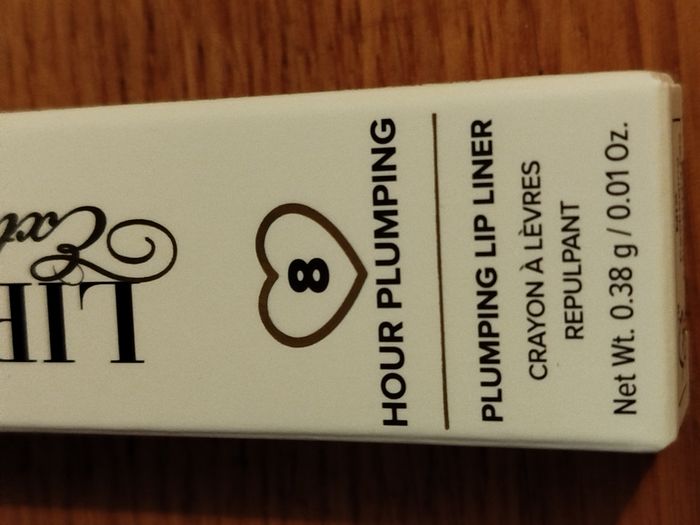 8
HOUR PLUMPING
PLUMPING LIP LINER
CRAYON À LÈVRES
REPULPANT
Net Wt. 0.38 g / 0.01 Oz.